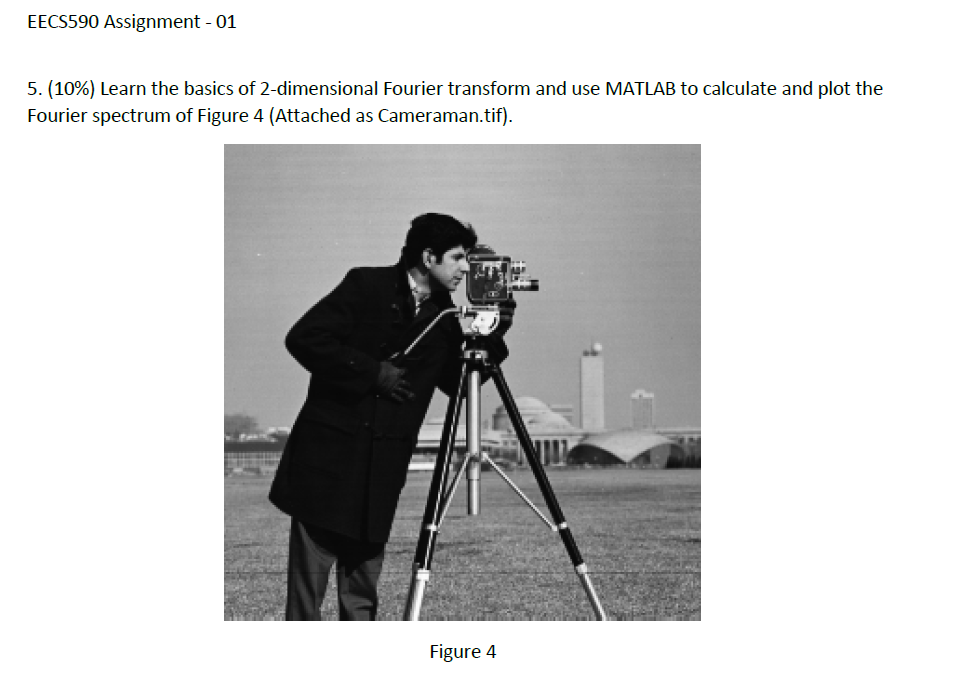 EECS590 Assignment - 01
5. (10%) Learn the basics of 2-dimensional Fourier transform and use MATLAB to calculate and plot the
Fourier spectrum of Figure 4 (Attached as Cameraman.tif).
Figure 4